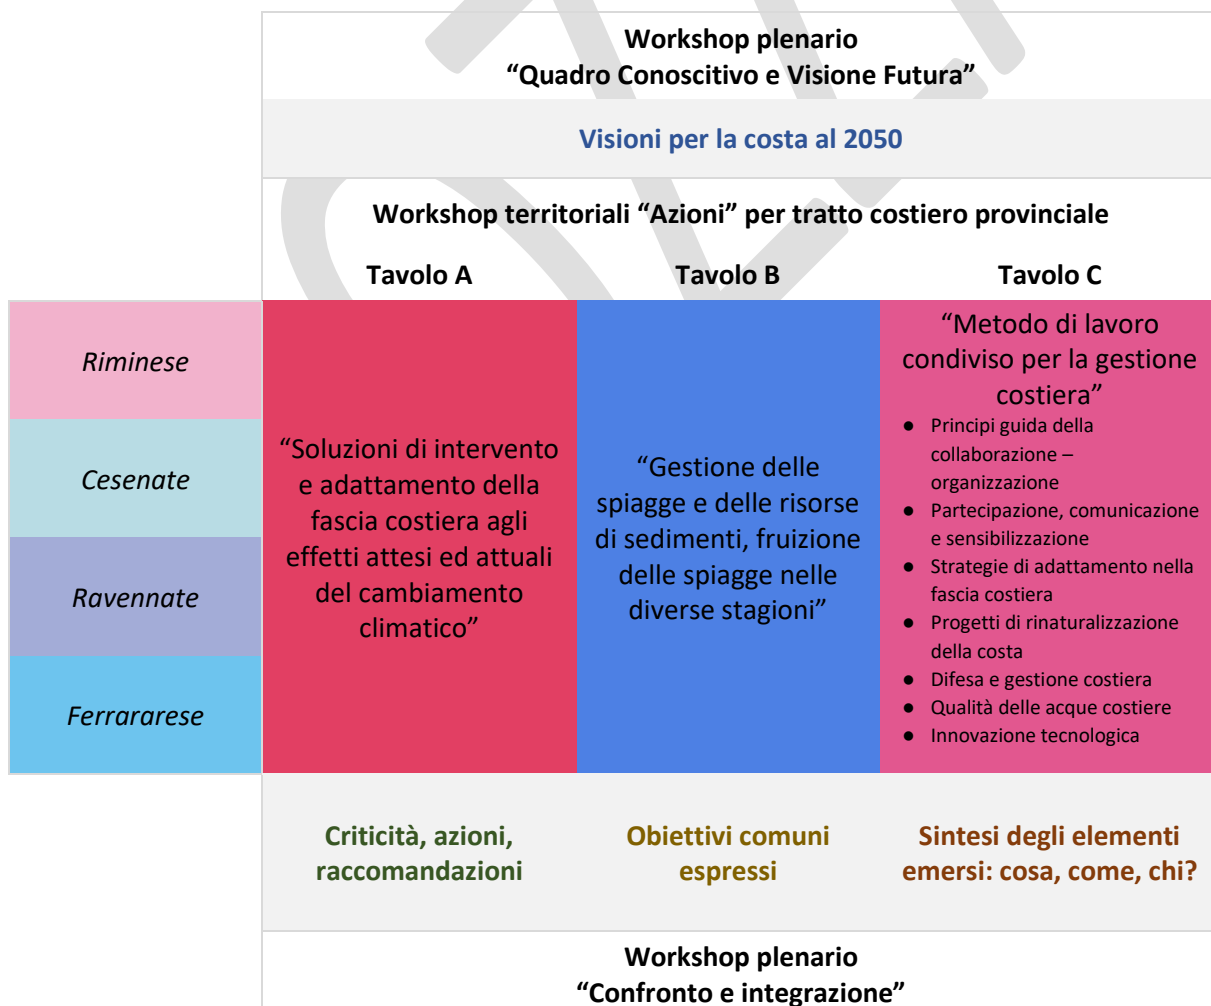 Workshop plenario
“Quadro Conoscitivo e Visione Futura”
Visioni per la costa al 2050
Workshop territoriali “Azioni” per tratto costiero provinciale
Tavolo A
Tavolo B
Tavolo C
Riminese
Cesenate
Ravennate
Ferrararese
“Soluzioni di intervento
e adattamento della
fascia costiera agli
effetti attesi ed attuali
del cambiamento
climatico”
“Gestione delle
spiagge e delle risorse
di sedimenti, fruizione
delle spiagge nelle
diverse stagioni”
“Metodo di lavoro
condiviso per la gestione
costiera”
● Principi guida della
collaborazione –
organizzazione
● Partecipazione, comunicazione
e sensibilizzazione
● Strategie di adattamento nella
fascia costiera
● Progetti di rinaturalizzazione
della costa
● Difesa e gestione costiera
● Qualità delle acque costiere
● Innovazione tecnologica
Criticità, azioni,
raccomandazioni
Obiettivi comuni
espressi
Sintesi degli elementi
emersi: cosa, come, chi?
Workshop plenario
“Confronto e integrazione”